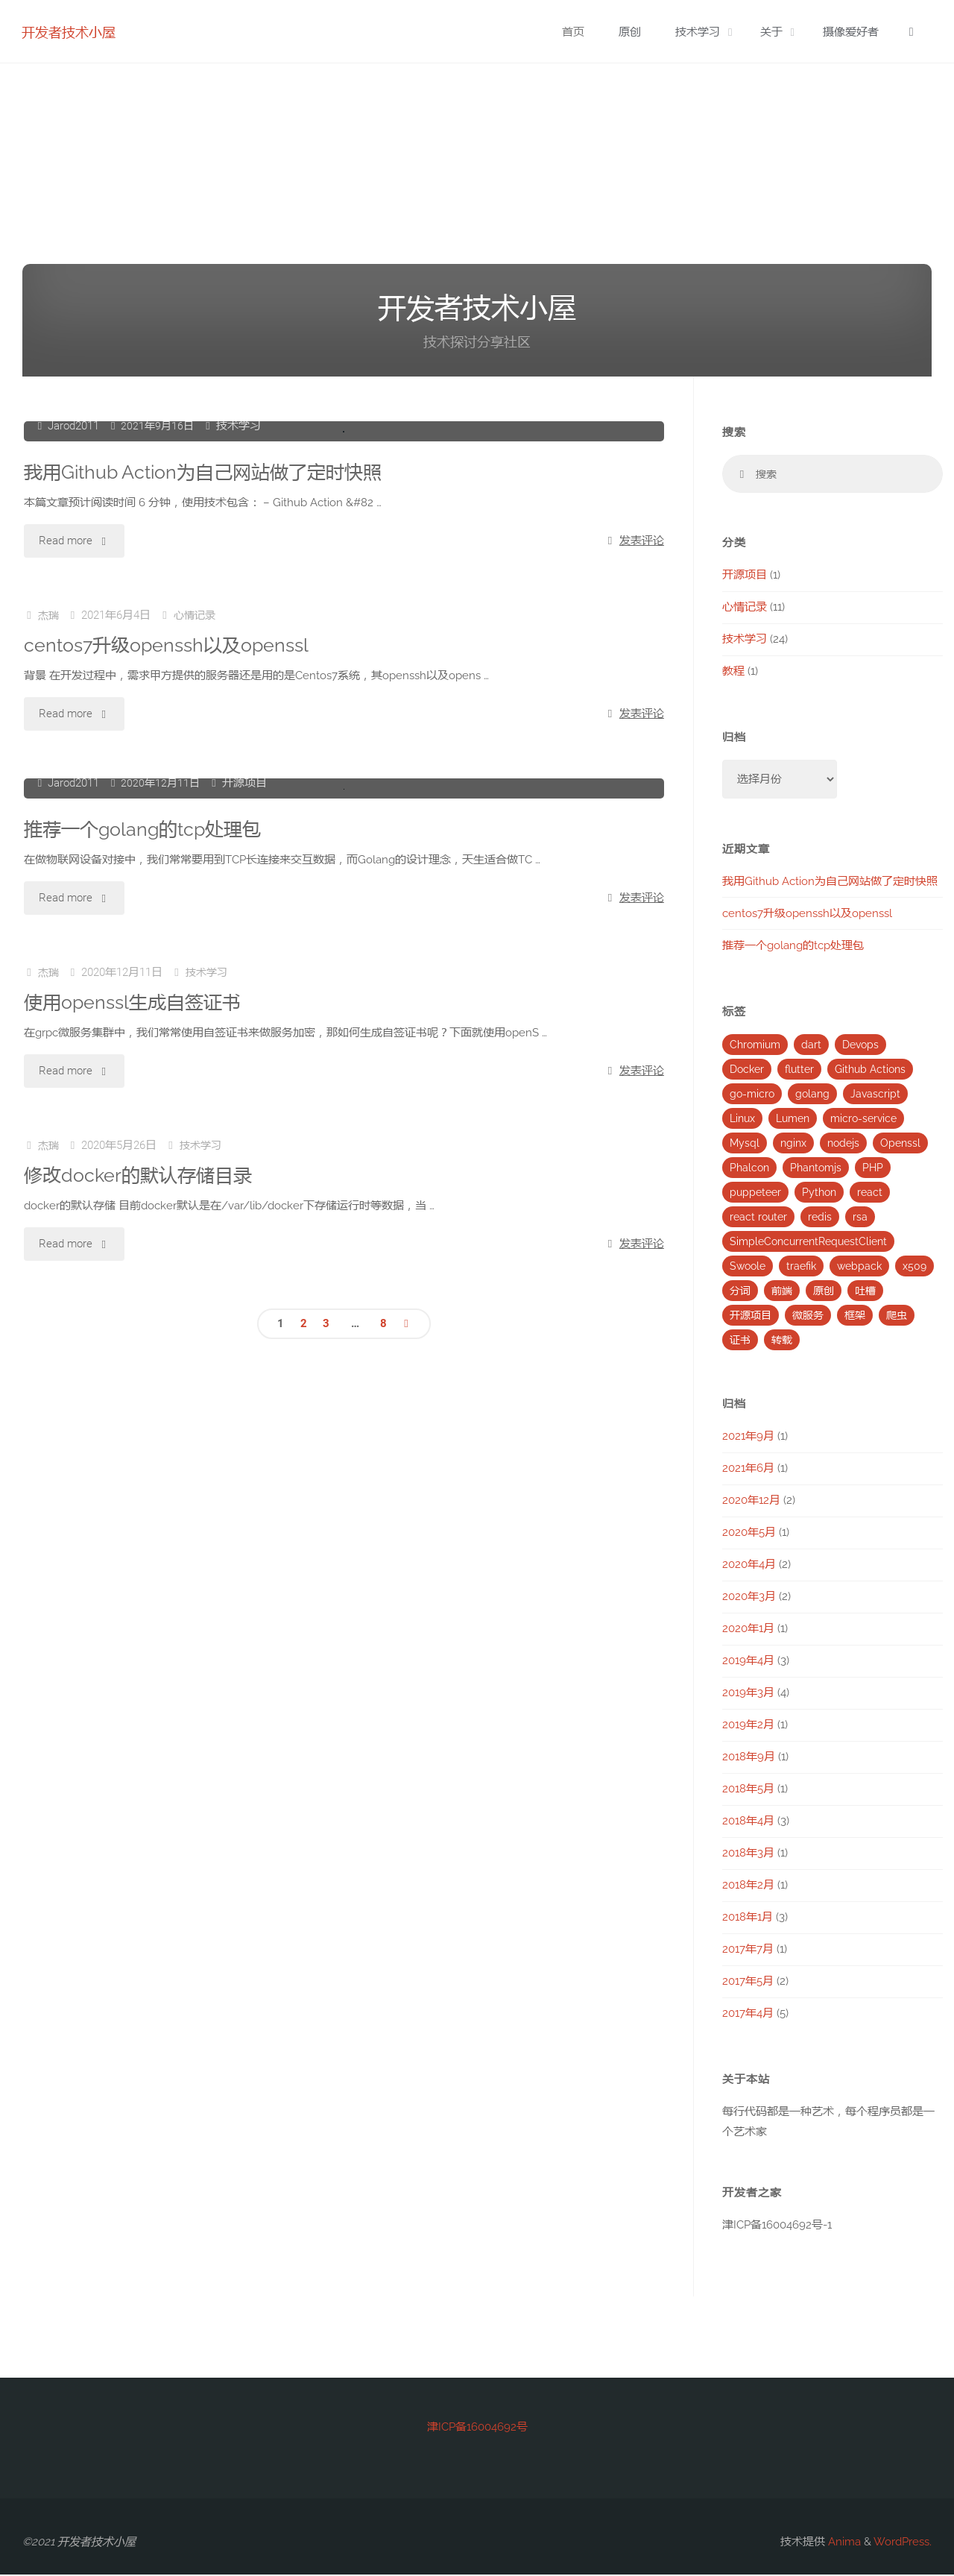 开发者技术小屋
首页 原创 技术学习 关于 摄像爱好者
开发者技术小屋
技术探讨分享社区
Jarod2011 2021年9月16日 技术学习
我用Github Action为自己网站做了定时快照
本篇文章预计阅读时间 6 分钟，使用技术包含： – Github Action &#82 …
Read more 发表评论
杰瑞 2021年6月4日 心情记录
centos7升级openssh以及openssl
背景 在开发过程中，需求甲方提供的服务器还是用的是Centos7系统，其openssh以及opens …
Read more 发表评论
Jarod2011 2020年12月11日 开源项目
推荐一个golang的tcp处理包
在做物联网设备对接中，我们常常要用到TCP长连接来交互数据，而Golang的设计理念，天生适合做TC …
Read more 发表评论
杰瑞 2020年12月11日 技术学习
使用openssl生成自签证书
在grpc微服务集群中，我们常常使用自签证书来做服务加密，那如何生成自签证书呢？下面就使用openS …
Read more 发表评论
杰瑞 2020年5月26日 技术学习
修改docker的默认存储目录
docker的默认存储 目前docker默认是在/var/lib/docker下存储运行时等数据，当 …
Read more 发表评论
1 2 3 … 8
搜索
搜索
分类
开源项目 (1)
心情记录 (11)
技术学习 (24)
教程 (1)
归档
选择月份
近期文章
我用Github Action为自己网站做了定时快照
centos7升级openssh以及openssl
推荐一个golang的tcp处理包
标签
Chromium dart Devops
Docker flutter Github Actions
go-micro golang Javascript
Linux Lumen micro-service
Mysql nginx nodejs Openssl
Phalcon Phantomjs PHP
puppeteer Python react
react router redis rsa
SimpleConcurrentRequestClient
Swoole traefik webpack x509
分词 前端 原创 吐槽
开源项目 微服务 框架 爬虫
证书 转载
归档
2021年9月 (1)
2021年6月 (1)
2020年12月 (2)
2020年5月 (1)
2020年4月 (2)
2020年3月 (2)
2020年1月 (1)
2019年4月 (3)
2019年3月 (4)
2019年2月 (1)
2018年9月 (1)
2018年5月 (1)
2018年4月 (3)
2018年3月 (1)
2018年2月 (1)
2018年1月 (3)
2017年7月 (1)
2017年5月 (2)
2017年4月 (5)
关于本站
每行代码都是一种艺术，每个程序员都是一
个艺术家
开发者之家
津ICP备16004692号-1
津ICP备16004692号
©2021 开发者技术小屋
技术提供 Anima & WordPress.